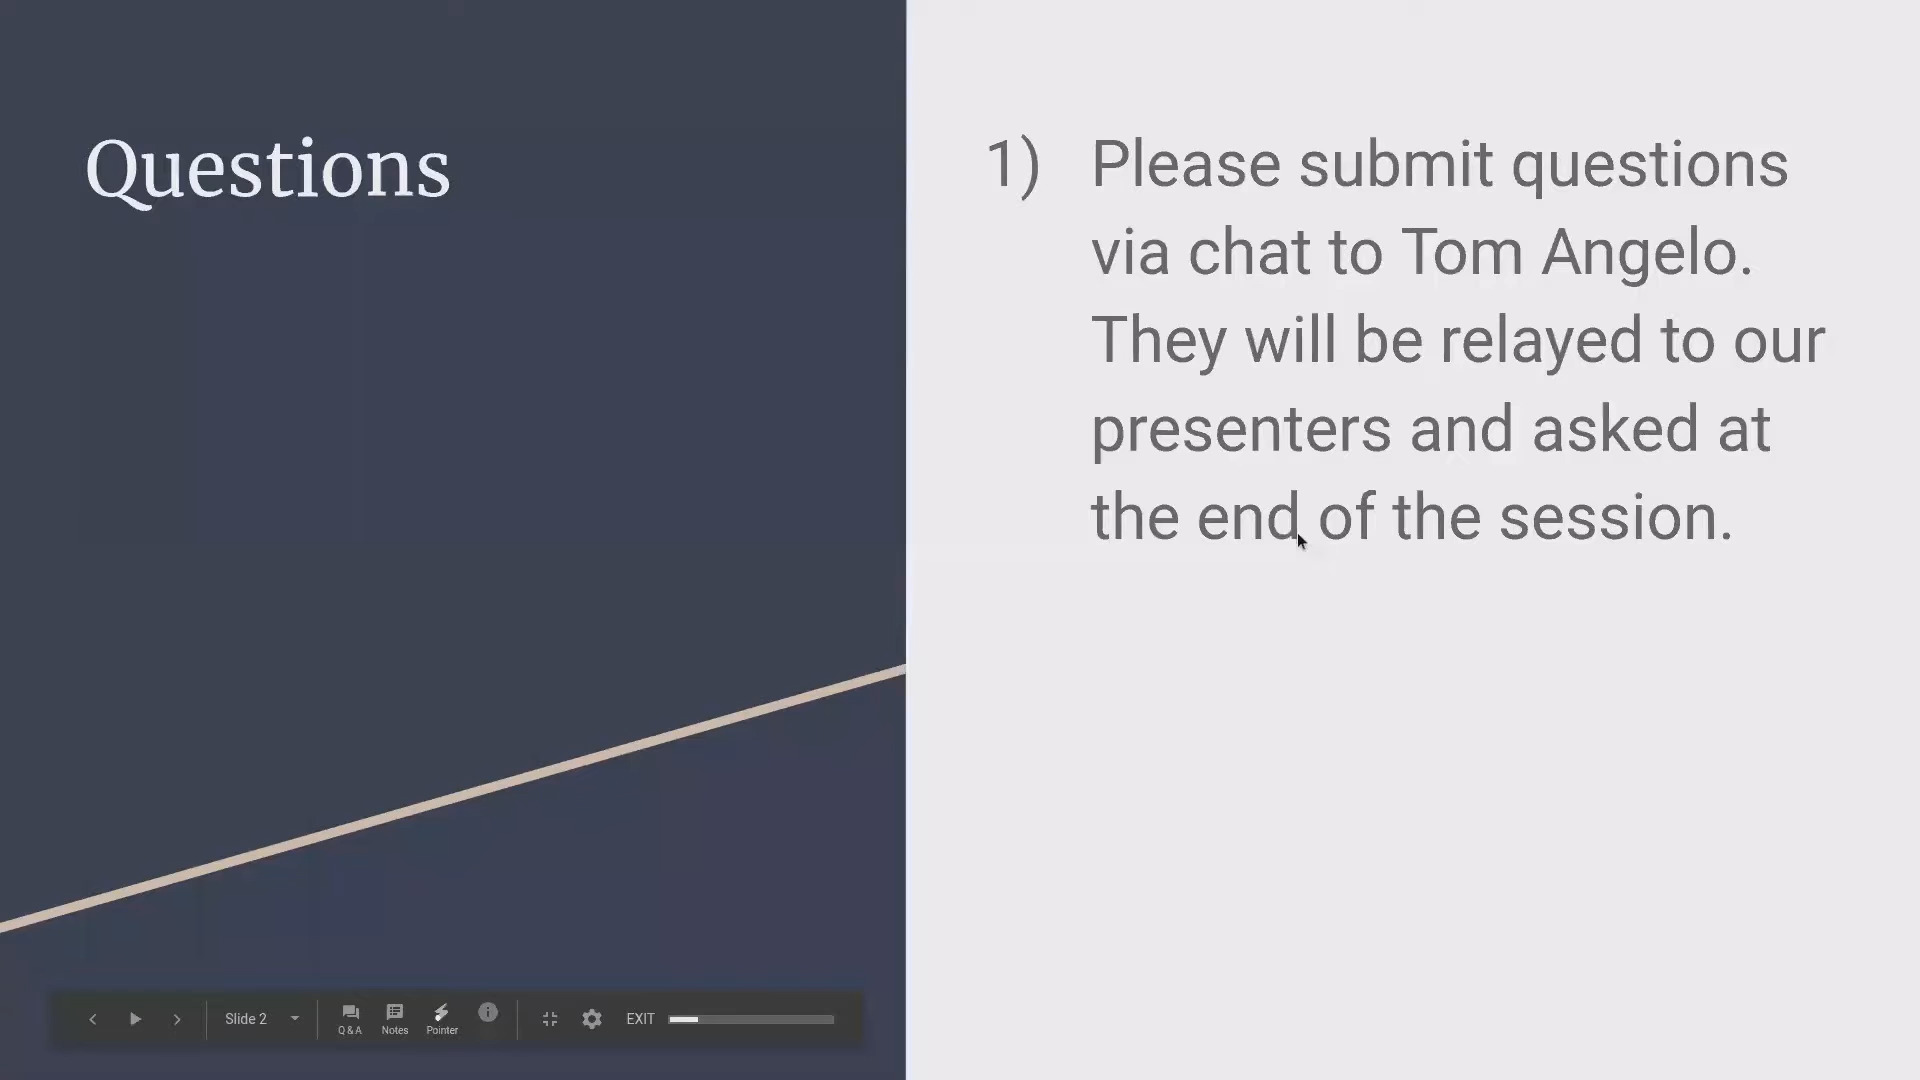 Questions
1) Please submit questions
via chat to Tom Angelo.
They will be relayed to our
presenters and asked at
the end of the session.
Slide 2
Q & A
Notes
Pointer
EXIT